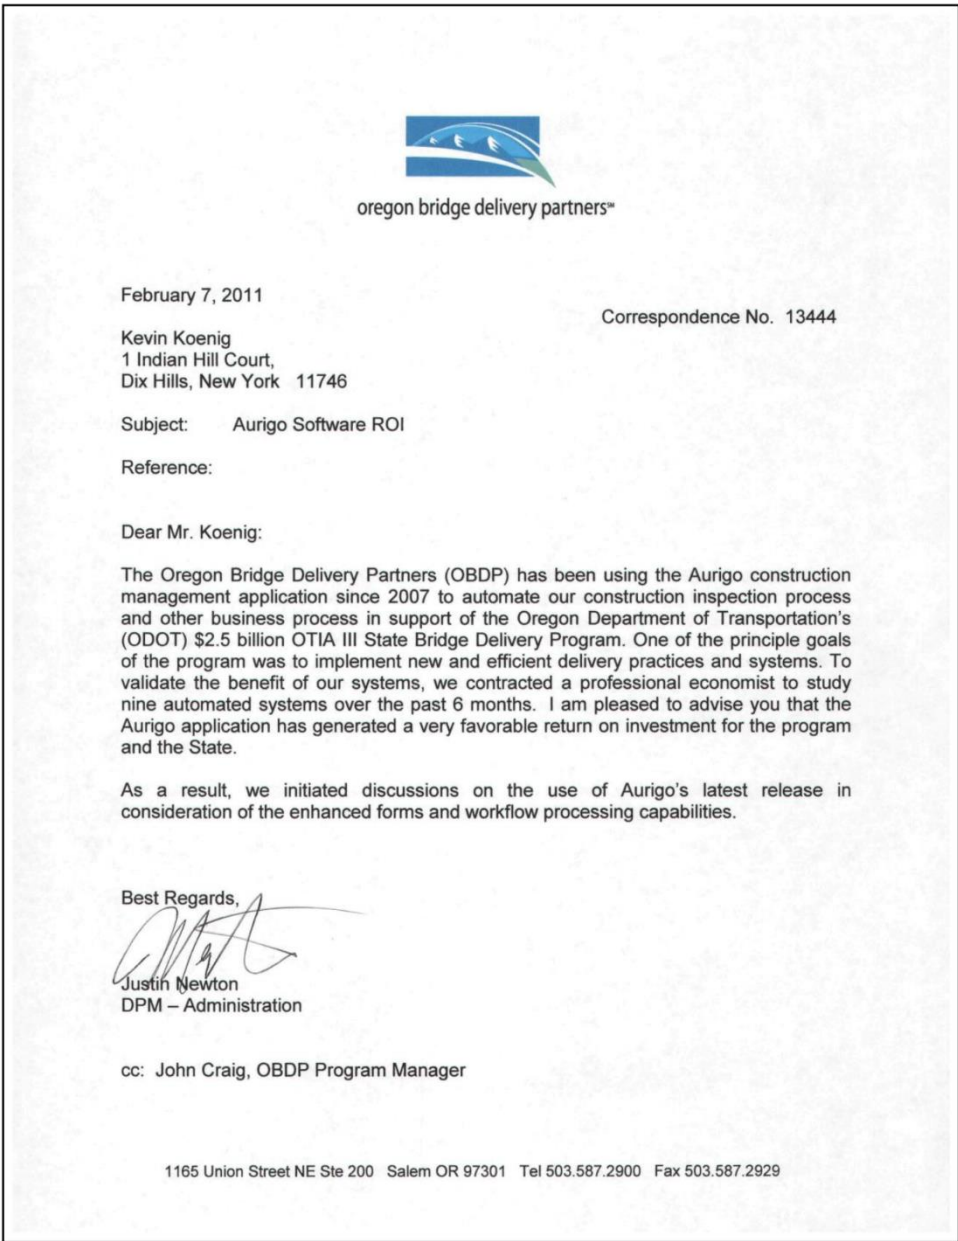 oregon bridge delivery partners℠
February 7, 2011
Correspondence No. 13444
Kevin Koenig
1 Indian Hill Court,
Dix Hills, New York 11746
Subject: Aurigo Software ROI
Reference:
Dear Mr. Koenig:
The Oregon Bridge Delivery Partners (OBDP) has been using the Aurigo construction
management application since 2007 to automate our construction inspection process
and other business process in support of the Oregon Department of Transportation's
(ODOT) $2.5 billion OTIA III State Bridge Delivery Program. One of the principle goals
of the program was to implement new and efficient delivery practices and systems. To
validate the benefit of our systems, we contracted a professional economist to study
nine automated systems over the past 6 months. I am pleased to advise you that the
Aurigo application has generated a very favorable return on investment for the program
and the State.
As a result, we initiated discussions on the use of Aurigo's latest release in
consideration of the enhanced forms and workflow processing capabilities.
Best Regards,
Justin Newton
DPM – Administration
cc: John Craig, OBDP Program Manager
1165 Union Street NE Ste 200 Salem OR 97301 Tel 503.587.2900 Fax 503.587.2929